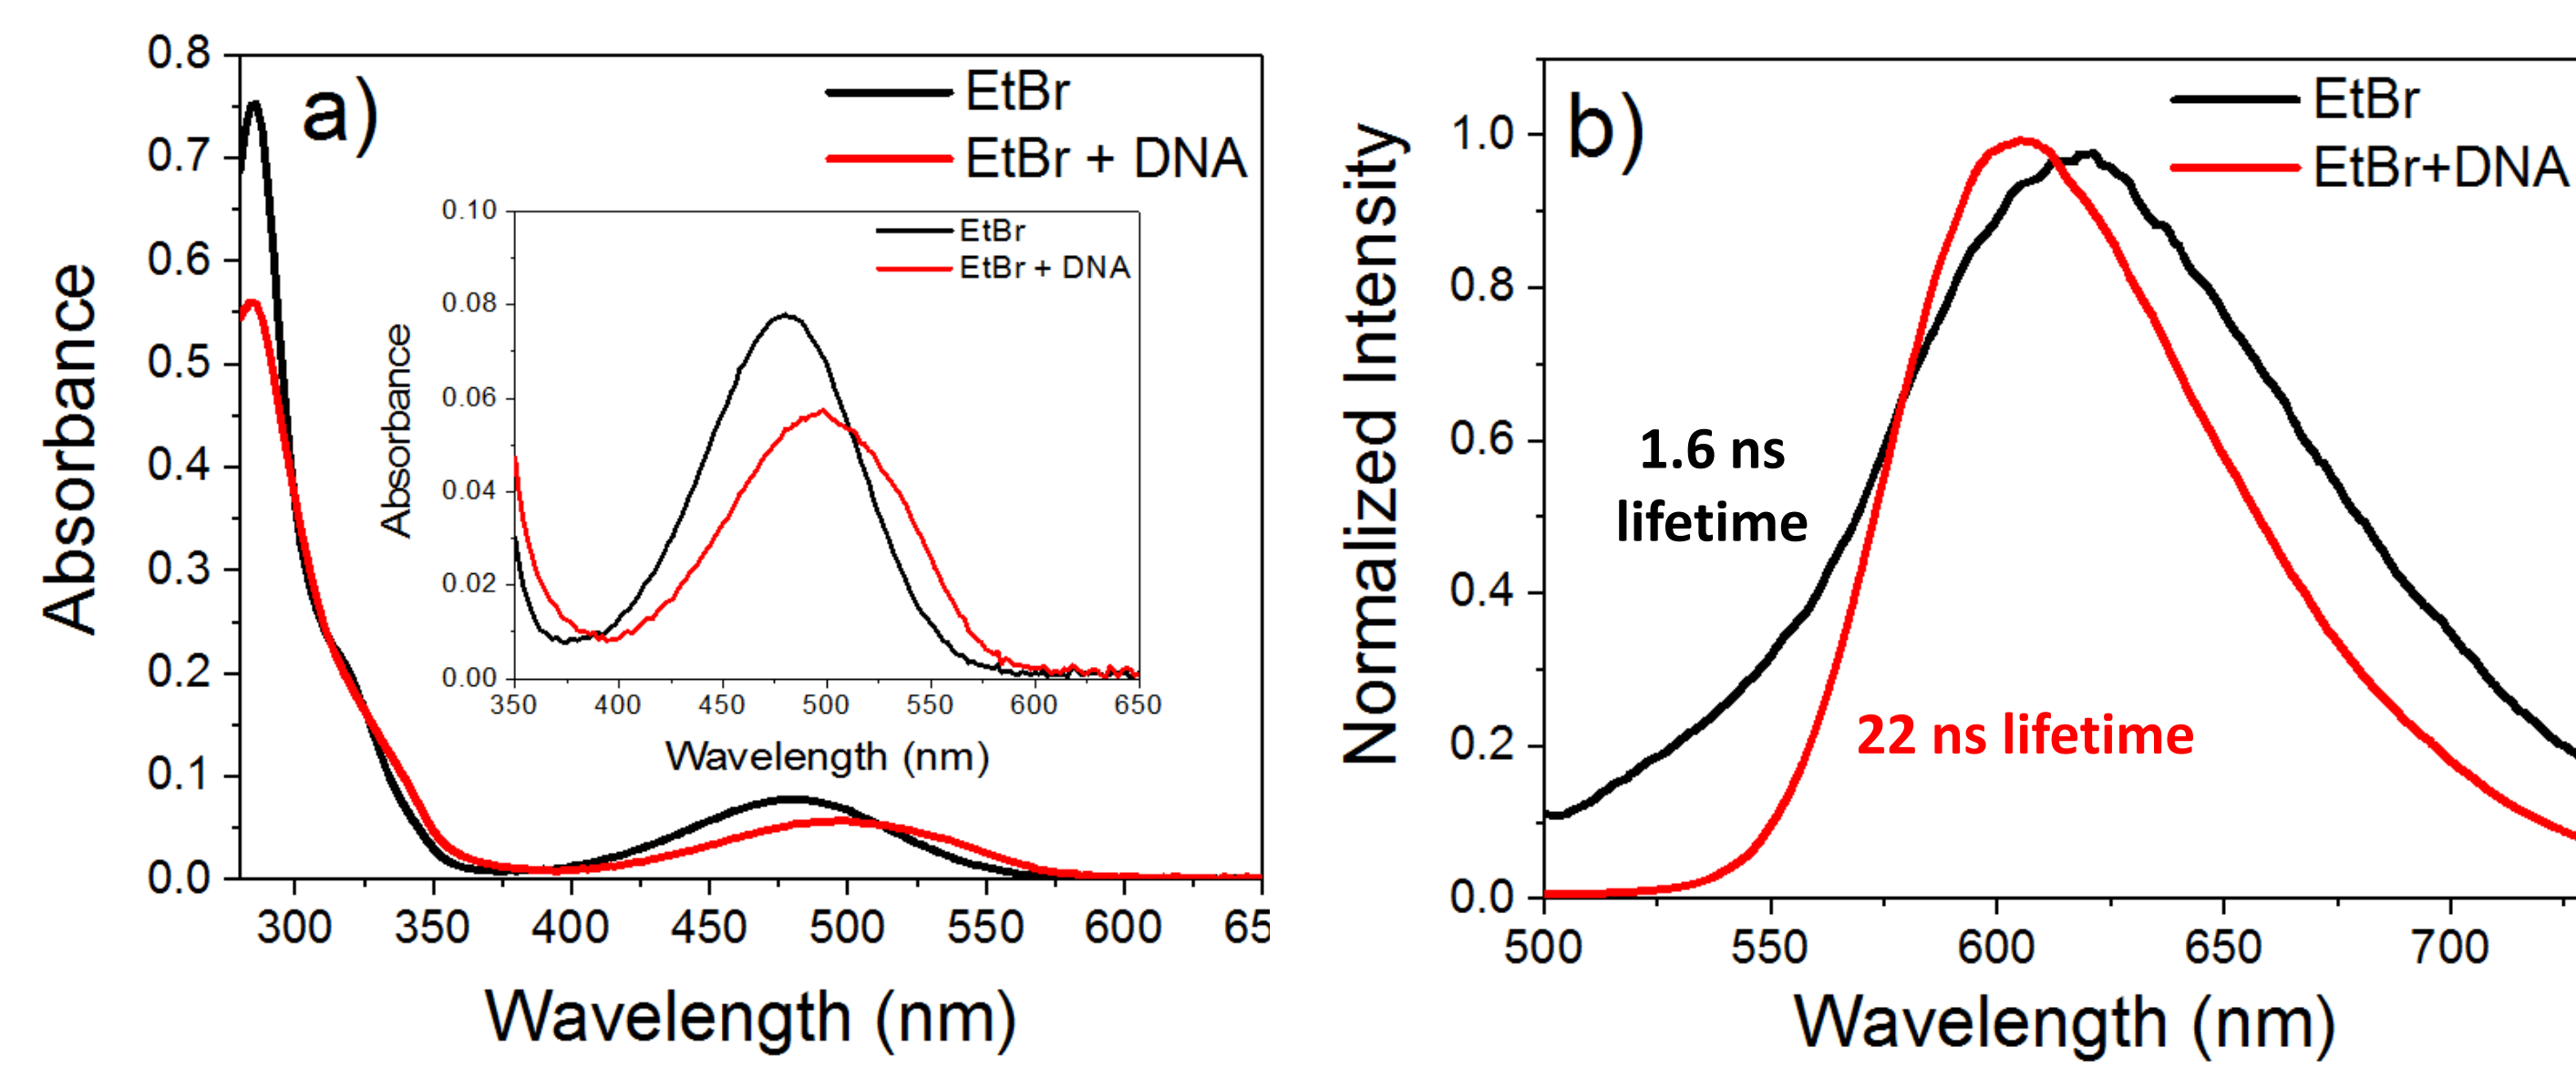 a)
EtBr
EtBr + DNA
Absorbance
0.8
0.7
0.6
0.5
0.4
0.3
0.2
0.1
0.0
300 350 400 450 500 550 600 65
Wavelength (nm)
EtBr
EtBr + DNA
Absorbance
0.10
0.08
0.06
0.04
0.02
0.00
350 400 450 500 550 600 650
Wavelength (nm)
b)
EtBr
EtBr+DNA
Normalized Intensity
1.0
0.8
0.6
0.4
0.2
0.0
1.6 ns
lifetime
22 ns lifetime
500 550 600 650 700
Wavelength (nm)